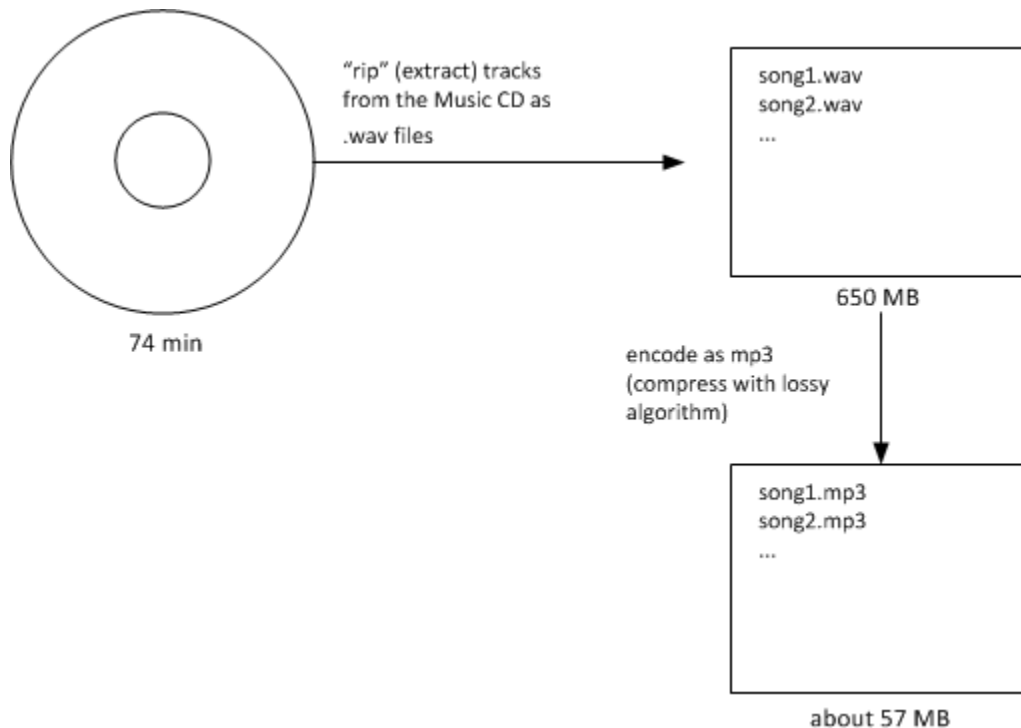 “rip” (extract) tracks
from the Music CD as
.wav files
song1.wav
song2.wav
...
74 min
650 MB
encode as mp3
(compress with lossy
algorithm)
song1.mp3
song2.mp3
...
about 57 MB